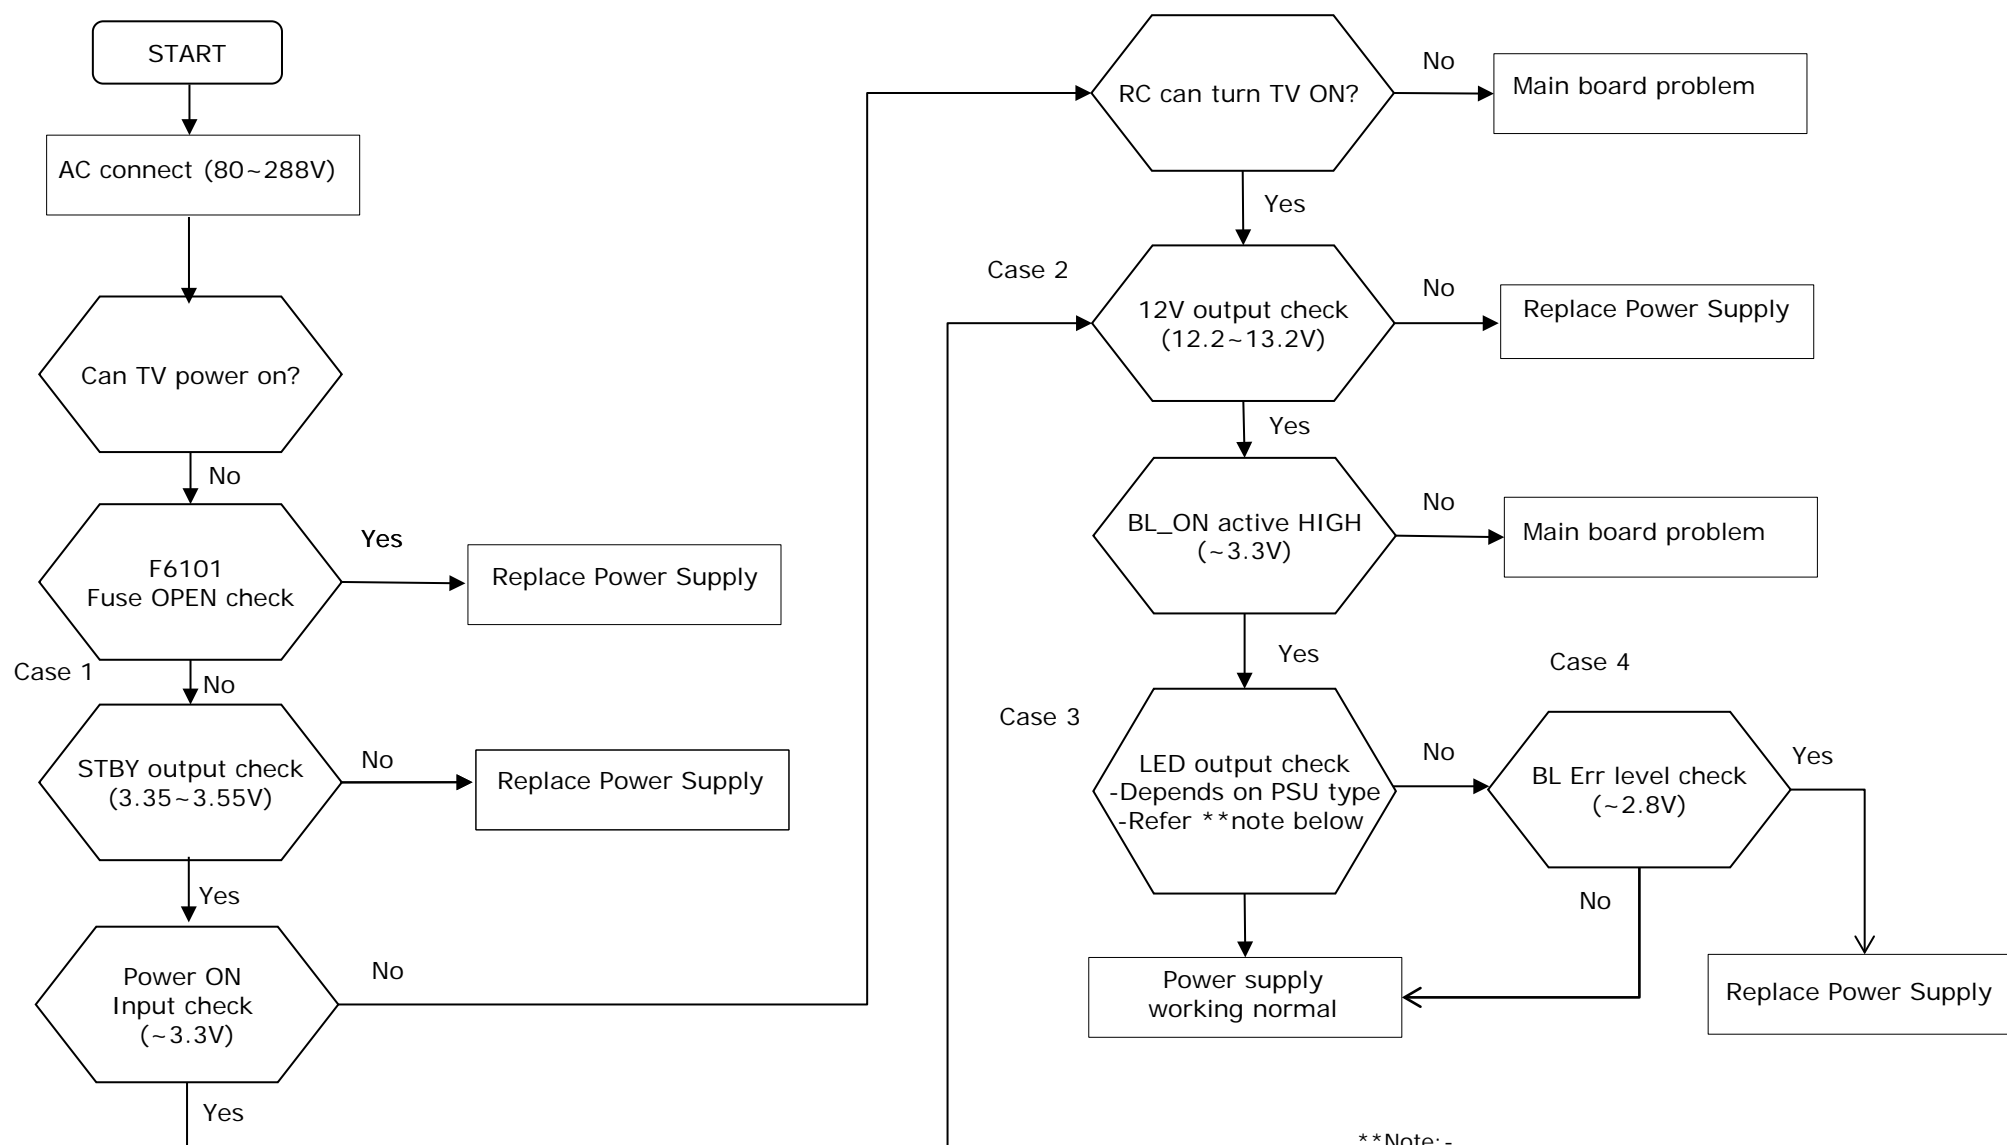 START
AC connect (80~288V)
Can TV power on?
No
F6101
Fuse OPEN check
Yes
Replace Power Supply
Case 1
No
STBY output check
(3.35~3.55V)
No
Replace Power Supply
Yes
Power ON
Input check
(~3.3V)
No
Yes
RC can turn TV ON?
No
Main board problem
Yes
Case 2
12V output check
(12.2~13.2V)
No
Replace Power Supply
Yes
BL_ON active HIGH
(~3.3V)
No
Main board problem
Yes
Case 3
LED output check
-Depends on PSU type
-Refer **note below
No
Case 4
BL Err level check
(~2.8V)
Yes
No
Power supply
working normal
Replace Power Supply
**Note:-